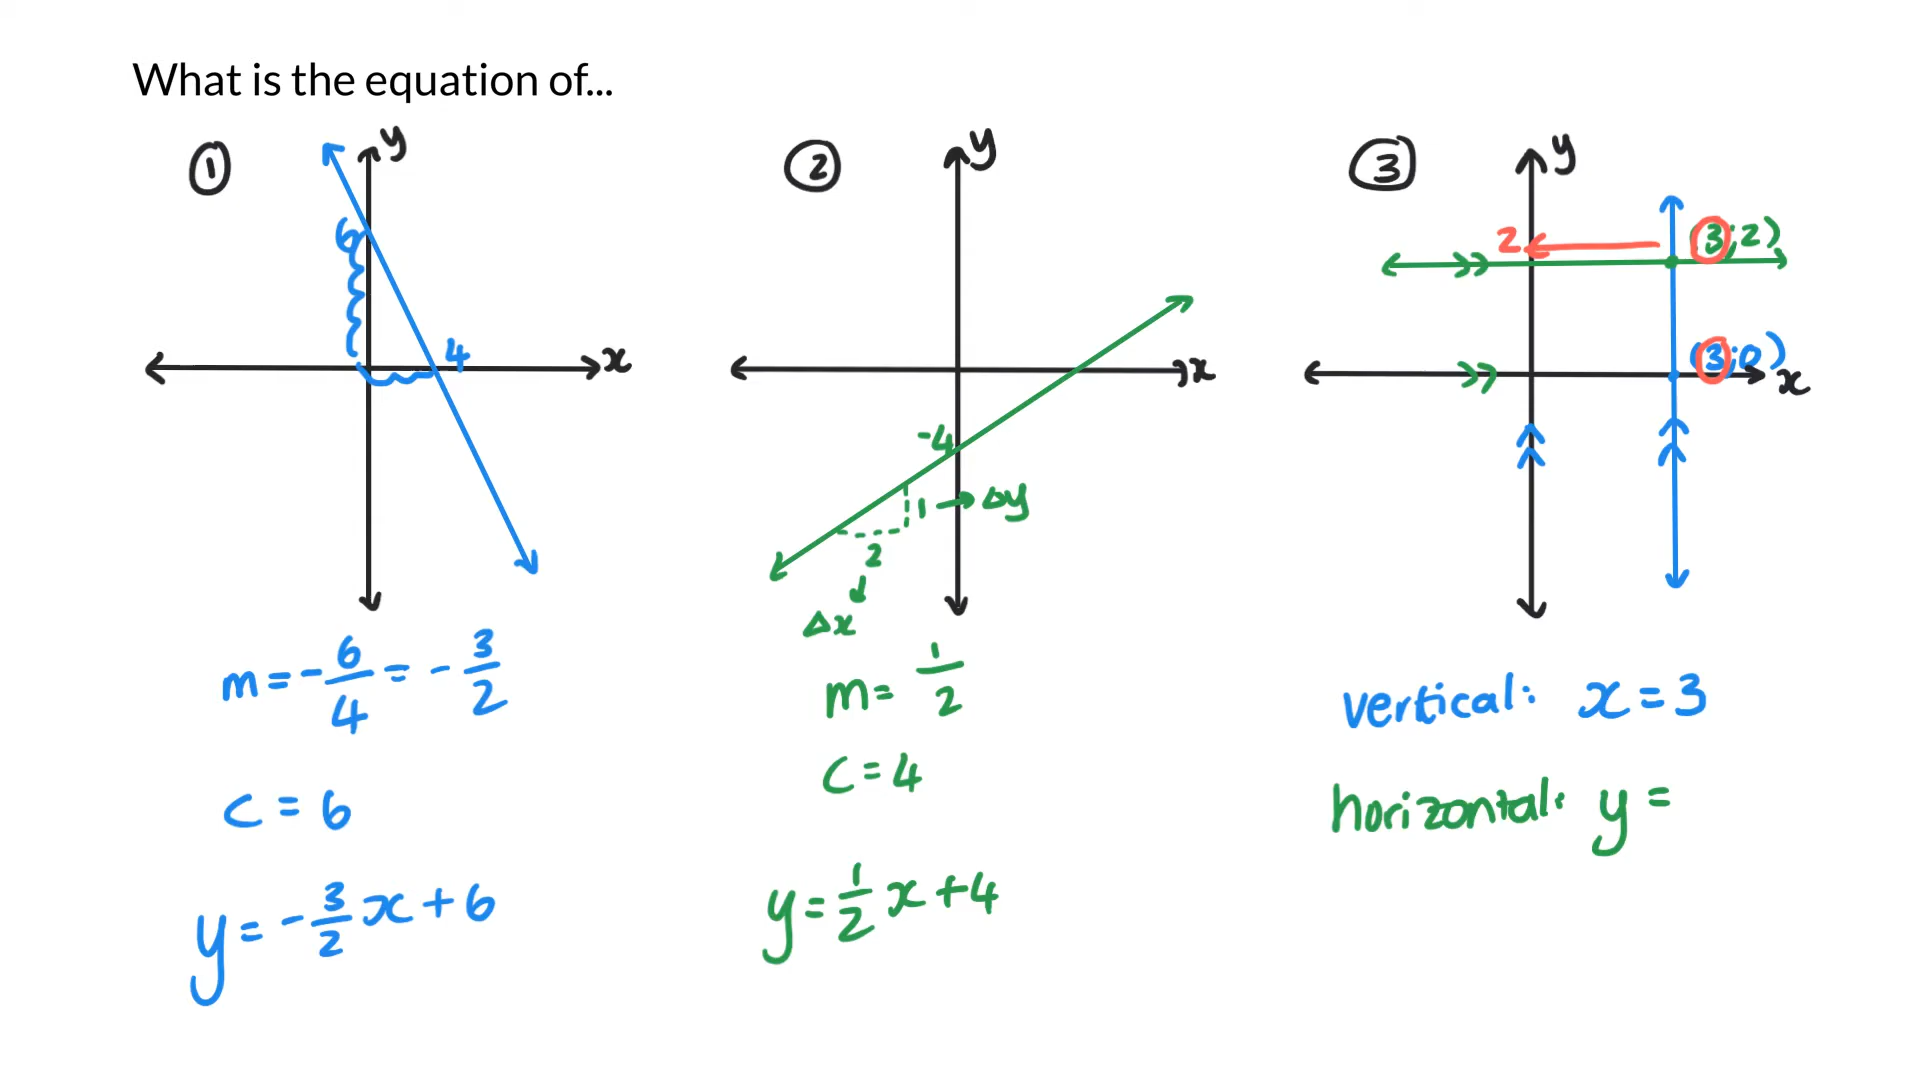 What is the equation of...
① y
6
4
x
m = -6/4 = -3/2
c = 6
y = -3/2 x + 6
② y
x
-4
1 → Δy
2
Δx
m = 1/2
c = 4
y = 1/2 x + 4
③ y
2 (3;2)
(3;0)
x
vertical: x = 3
horizontal: y =